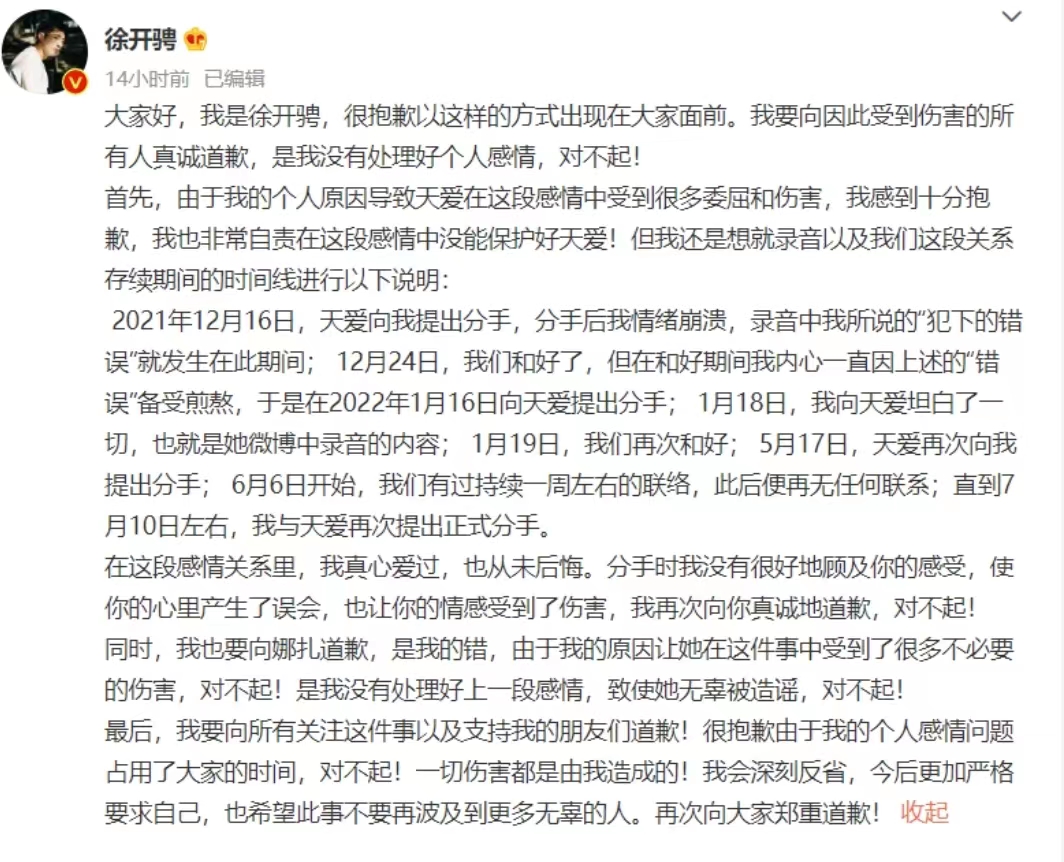 徐开骋
14小时前 已编辑
大家好，我是徐开骋，很抱歉以这样的方式出现在大家面前。我要向因此受到伤害的所
有人真诚道歉，是我没有处理好个人感情，对不起！
首先，由于我的个人原因导致天爱在这段感情中受到很多委屈和伤害，我感到十分抱
歉，我也非常自责在这段感情中没能保护好天爱！但我还是想就录音以及我们这段关系
存续期间的时间线进行以下说明：
2021年12月16日，天爱向我提出分手，分手后我情绪崩溃，录音中我所说的“犯下的错
误”就发生在此期间； 12月24日，我们和好了，但在和好期间我内心一直因上述的“错
误”备受煎熬，于是在2022年1月16日向天爱提出分手； 1月18日，我向天爱坦白了一
切，也就是她微博中录音的内容； 1月19日，我们再次和好； 5月17日，天爱再次向我
提出分手； 6月6日开始，我们有过持续一周左右的联络，此后便再无任何联系；直到7
月10日左右，我与天爱再次提出正式分手。
在这段感情关系里，我真心爱过，也从未后悔。分手时我没有很好地顾及你的感受，使
你的心里产生了误会，也让你的情感受到了伤害，我再次向你真诚地道歉，对不起！
同时，我也要向娜扎道歉，是我的错，由于我的原因让她在这件事中受到了很多不必要
的伤害，对不起！是我没有处理好上一段感情，致使她无辜被造谣，对不起！
最后，我要向所有关注这件事以及支持我的朋友们道歉！很抱歉由于我的个人感情问题
占用了大家的时间，对不起！一切伤害都是由我造成的！我会深刻反省，今后更加严格
要求自己，也希望此事不要再波及到更多无辜的人。再次向大家郑重道歉！ 收起